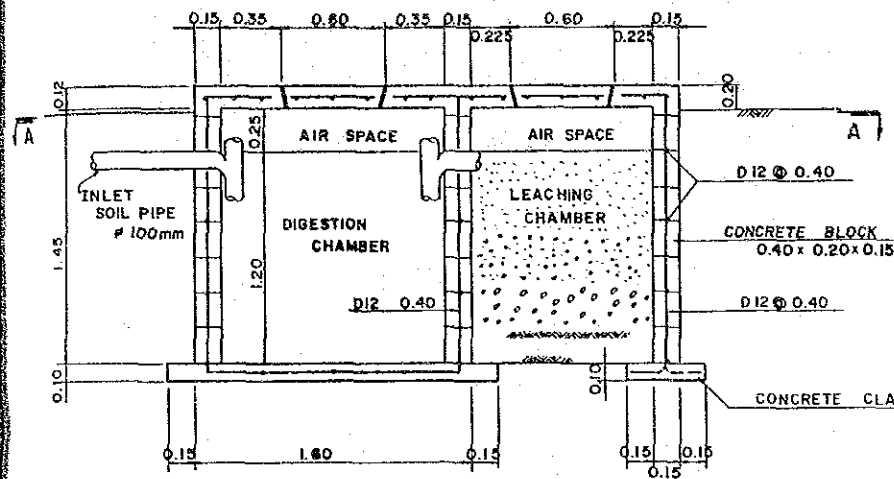 0.15 0.35 0.60 0.35 0.15 0.60 0.15
0.225 0.225
0.12
0.20
A A
0.25
AIR SPACE AIR SPACE
D12 @ 0.40
INLET
SOIL PIPE
ø 100mm
LEACHING
CHAMBER
DIGESTION
CHAMBER
CONCRETE BLOCK
0.40 x 0.20 x 0.15
1.45
1.20
D12 0.40
D12 @ 0.40
0.10
0.10
CONCRETE CLA
0.15 1.60 0.15
0.15 0.15
0.15